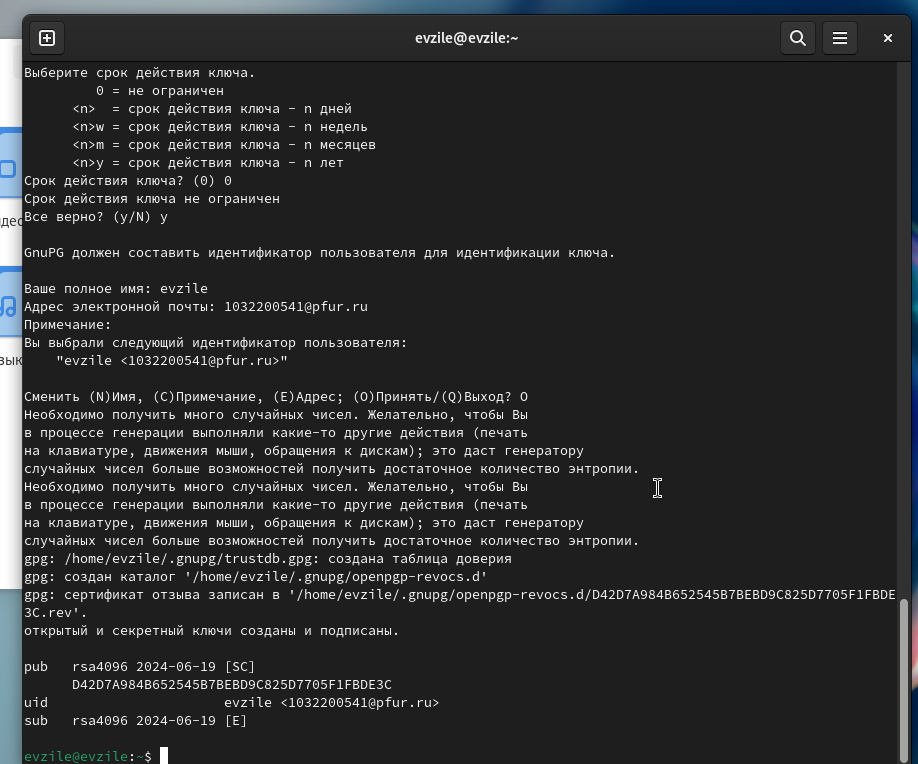 evzile@evzile:~
Выберите срок действия ключа.
         0 = не ограничен
      <n>  = срок действия ключа - n дней
      <n>w = срок действия ключа - n недель
      <n>m = срок действия ключа - n месяцев
      <n>y = срок действия ключа - n лет
Срок действия ключа? (0) 0
Срок действия ключа не ограничен
Все верно? (y/N) y
GnuPG должен составить идентификатор пользователя для идентификации ключа.
Ваше полное имя: evzile
Адрес электронной почты: 1032200541@pfur.ru
Примечание:
Вы выбрали следующий идентификатор пользователя:
    "evzile <1032200541@pfur.ru>"
Сменить (N)Имя, (C)Примечание, (E)Адрес; (O)Принять/(Q)Выход? O
Необходимо получить много случайных чисел. Желательно, чтобы Вы
в процессе генерации выполняли какие-то другие действия (печать
на клавиатуре, движения мыши, обращения к дискам); это даст генератору
случайных чисел больше возможностей получить достаточное количество энтропии.
Необходимо получить много случайных чисел. Желательно, чтобы Вы
в процессе генерации выполняли какие-то другие действия (печать
на клавиатуре, движения мыши, обращения к дискам); это даст генератору
случайных чисел больше возможностей получить достаточное количество энтропии.
gpg: /home/evzile/.gnupg/trustdb.gpg: создана таблица доверия
gpg: создан каталог '/home/evzile/.gnupg/openpgp-revocs.d'
gpg: сертификат отзыва записан в '/home/evzile/.gnupg/openpgp-revocs.d/D42D7A984B652545B7BEBD9C825D7705F1FBDE
3C.rev'.
открытый и секретный ключи созданы и подписаны.
pub   rsa4096 2024-06-19 [SC]
      D42D7A984B652545B7BEBD9C825D7705F1FBDE3C
uid                      evzile <1032200541@pfur.ru>
sub   rsa4096 2024-06-19 [E]
evzile@evzile:~$